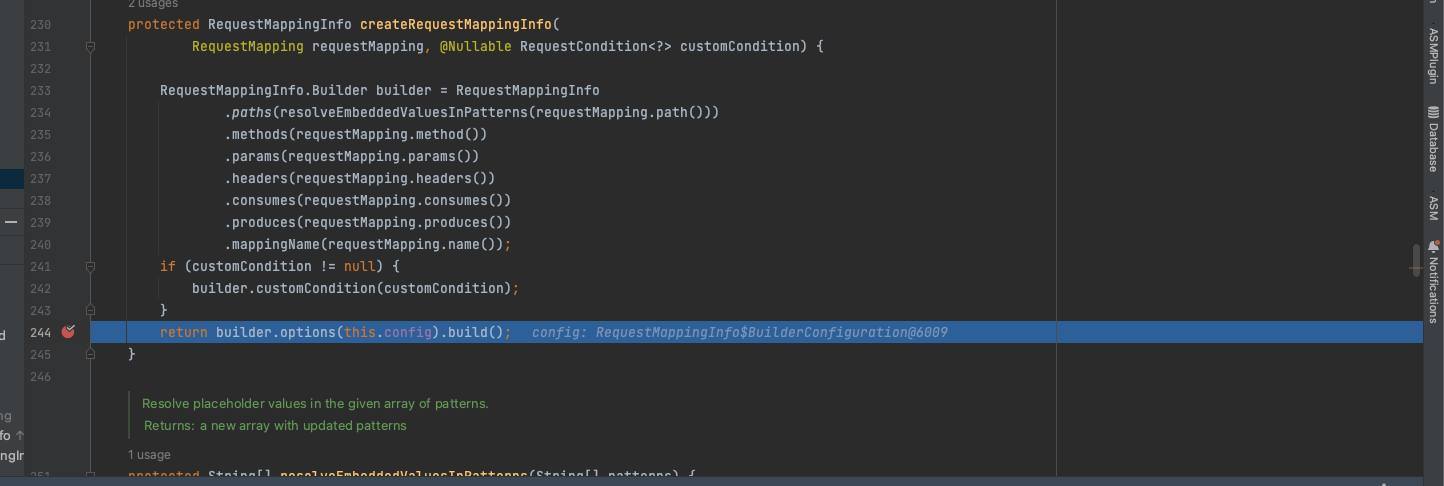 2 usages
230 protected RequestMappingInfo createRequestMappingInfo(
231 RequestMapping requestMapping, @Nullable RequestCondition<?> customCondition) {
232
233 RequestMappingInfo.Builder builder = RequestMappingInfo
234 .paths(resolveEmbeddedValuesInPatterns(requestMapping.path()))
235 .methods(requestMapping.method())
236 .params(requestMapping.params())
237 .headers(requestMapping.headers())
238 .consumes(requestMapping.consumes())
239 .produces(requestMapping.produces())
240 .mappingName(requestMapping.name());
241 if (customCondition != null) {
242 builder.customCondition(customCondition);
243 }
244 return builder.options(this.config).build(); config: RequestMappingInfo$BuilderConfiguration@6009
245 }
246
Resolve placeholder values in the given array of patterns.
Returns: a new array with updated patterns
1 usage
251 protected String[] resolveEmbeddedValuesInPatterns(String[] patterns) {
d
ng
fo
ngIn
ASMPlugin
Database
ASM
Notifications